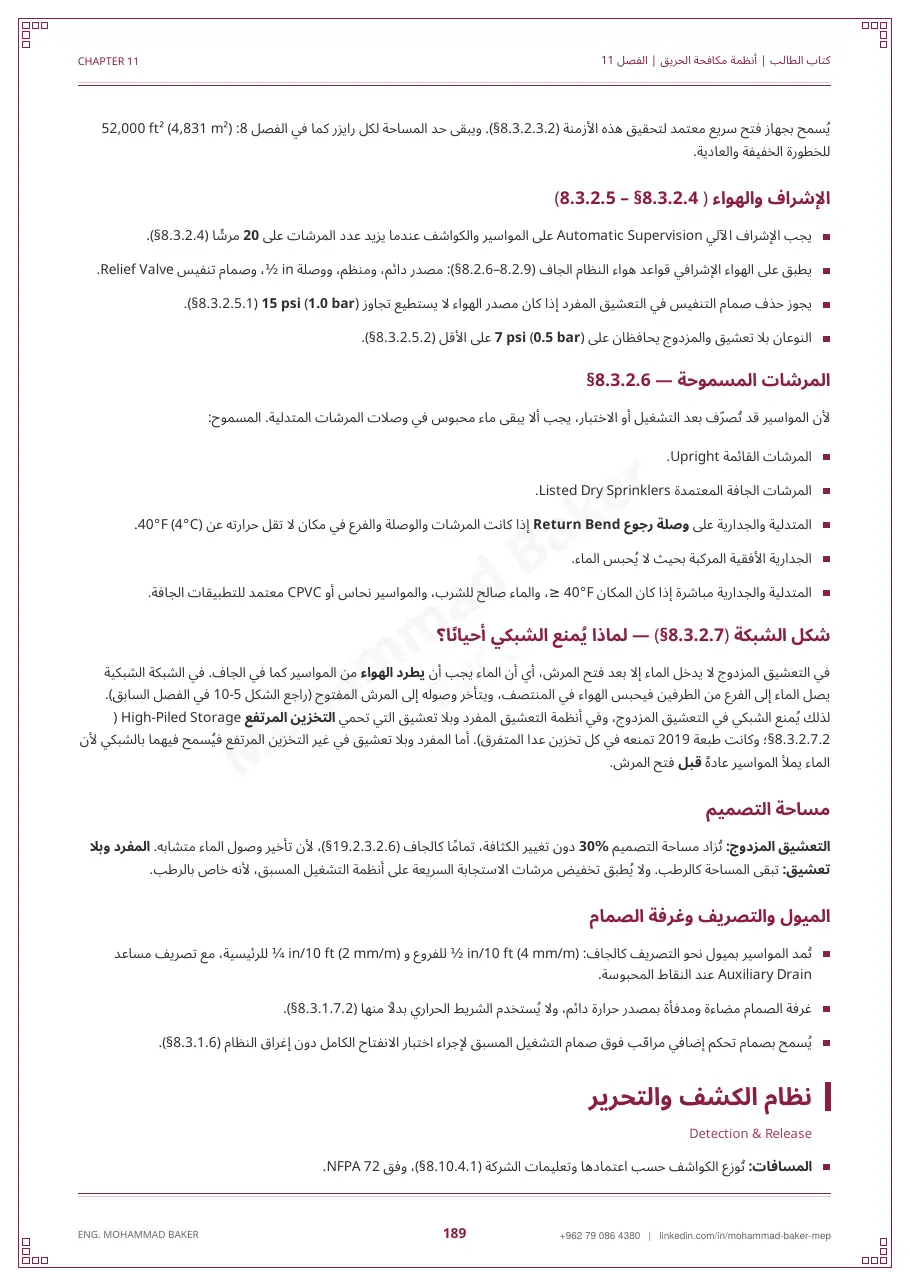 كتاب الطالب | أنظمة مكافحة الحريق | الفصل 11
CHAPTER 11
يُسمح بجهاز فتح سريع معتمد لتحقيق هذه الأزمنة (§8.3.2.3.2). ويبقى حد المساحة لكل رايزر كما في الفصل 8: 52,000 ft² (4,831 m²)
للخطورة الخفيفة والعادية.
الإشراف والهواء ( §8.3.2.4 – 8.3.2.5)
يجب الإشراف الآلي Automatic Supervision على المواسير والكواشف عندما يزيد عدد المرشات على 20 مرشًا (§8.3.2.4).
يطبق على الهواء الإشرافي قواعد هواء النظام الجاف (§8.2.6–8.2.9): مصدر دائم، ومنظم، ووصلة ½ in، وصمام تنفيس Relief Valve.
يجوز حذف صمام التنفيس في التعشيق المفرد إذا كان مصدر الهواء لا يستطيع تجاوز 15 psi (1.0 bar) (§8.3.2.5.1).
النوعان بلا تعشيق والمزدوج يحافظان على 7 psi (0.5 bar) على الأقل (§8.3.2.5.2).
المرشات المسموحة — §8.3.2.6
لأن المواسير قد تُصرّف بعد التشغيل أو الاختبار، يجب ألا يبقى ماء محبوس في وصلات المرشات المتدلية. المسموح:
المرشات القائمة Upright.
المرشات الجافة المعتمدة Listed Dry Sprinklers.
المتدلية والجدارية على وصلة رجوع Return Bend إذا كانت المرشات والوصلة والفرع في مكان لا تقل حرارته عن 40°F (4°C).
الجدارية الأفقية المركبة بحيث لا يُحبس الماء.
المتدلية والجدارية مباشرة إذا كان المكان ≥ 40°F، والماء صالح للشرب، والمواسير نحاس أو CPVC معتمد للتطبيقات الجافة.
شكل الشبكة (§8.3.2.7) — لماذا يُمنع الشبكي أحيانًا؟
في التعشيق المزدوج لا يدخل الماء إلا بعد فتح المرش، أي أن الماء يجب أن يطرد الهواء من المواسير كما في الجاف. في الشبكة الشبكية
يصل الماء إلى الفرع من الطرفين فيحبس الهواء في المنتصف، ويتأخر وصوله إلى المرش المفتوح (راجع الشكل 5-10 في الفصل السابق).
لذلك يُمنع الشبكي في التعشيق المزدوج، وفي أنظمة التعشيق المفرد وبلا تعشيق التي تحمي التخزين المرتفع High-Piled Storage (
§8.3.2.7.2؛ وكانت طبعة 2019 تمنعه في كل تخزين عدا المتفرق). أما المفرد وبلا تعشيق في غير التخزين المرتفع فيُسمح فيهما بالشبكي لأن
الماء يملأ المواسير عادةً قبل فتح المرش.
مساحة التصميم
التعشيق المزدوج: تُزاد مساحة التصميم 30% دون تغيير الكثافة، تمامًا كالجاف (§19.2.3.2.6)، لأن تأخير وصول الماء متشابه. المفرد وبلا
تعشيق: تبقى المساحة كالرطب. ولا يُطبق تخفيض مرشات الاستجابة السريعة على أنظمة التشغيل المسبق، لأنه خاص بالرطب.
الميول والتصريف وغرفة الصمام
تُمد المواسير بميول نحو التصريف كالجاف: ½ in/10 ft (4 mm/m) للفروع و ¼ in/10 ft (2 mm/m) للرئيسية، مع تصريف مساعد
Auxiliary Drain عند النقاط المحبوسة.
غرفة الصمام مضاءة ومدفأة بمصدر حرارة دائم، ولا يُستخدم الشريط الحراري بدلًا منها (§8.3.1.7.2).
يُسمح بصمام تحكم إضافي مراقَب فوق صمام التشغيل المسبق لإجراء اختبار الانفتاح الكامل دون إغراق النظام (§8.3.1.6).
نظام الكشف والتحرير
Detection & Release
المسافات: تُوزع الكواشف حسب اعتمادها وتعليمات الشركة (§8.10.4.1)، وفق NFPA 72.
ENG. MOHAMMAD BAKER
189
+962 79 086 4380 | linkedin.com/in/mohammad-baker-mep
Mohammad Baker